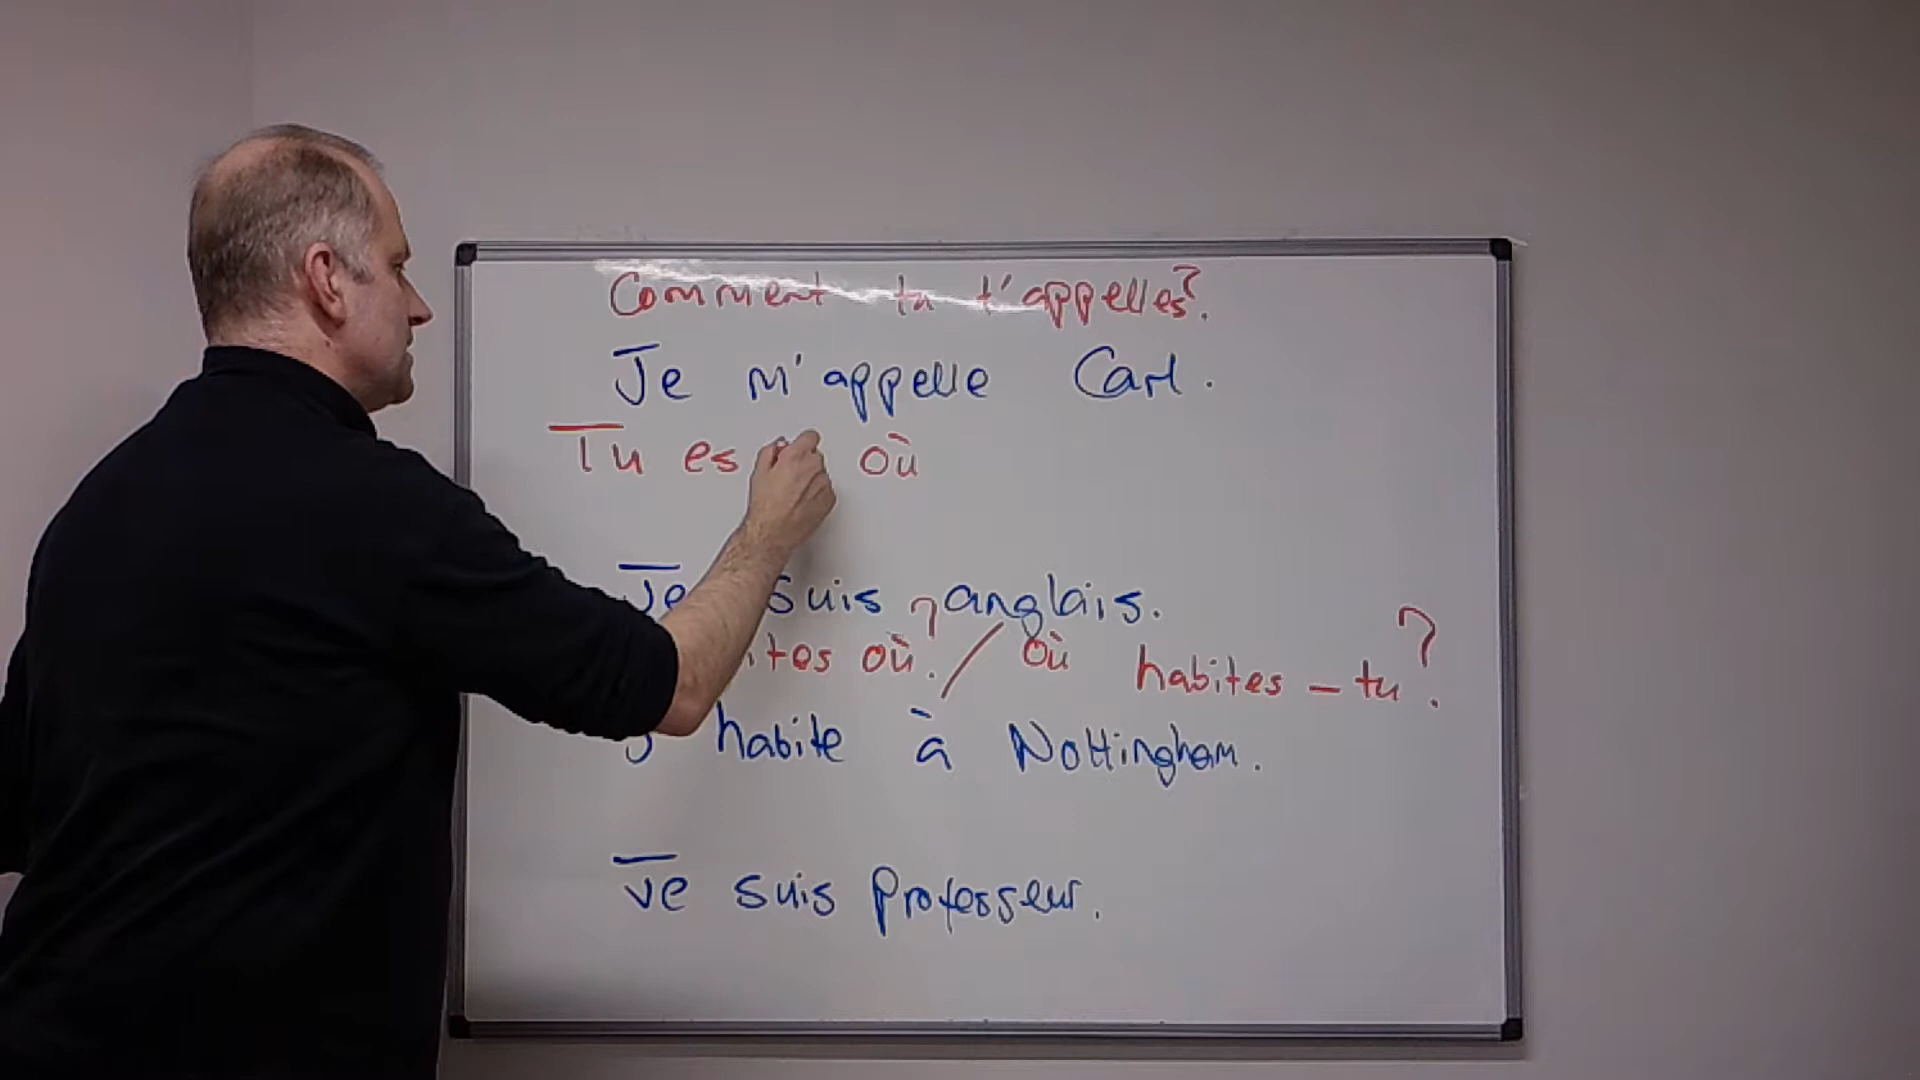 Comment tu t'appelles?
Je m'appelle Carl.
Tu es où
Je suis anglais.
où? / Où habites-tu?
habite à Nottingham.
Je suis professeur.